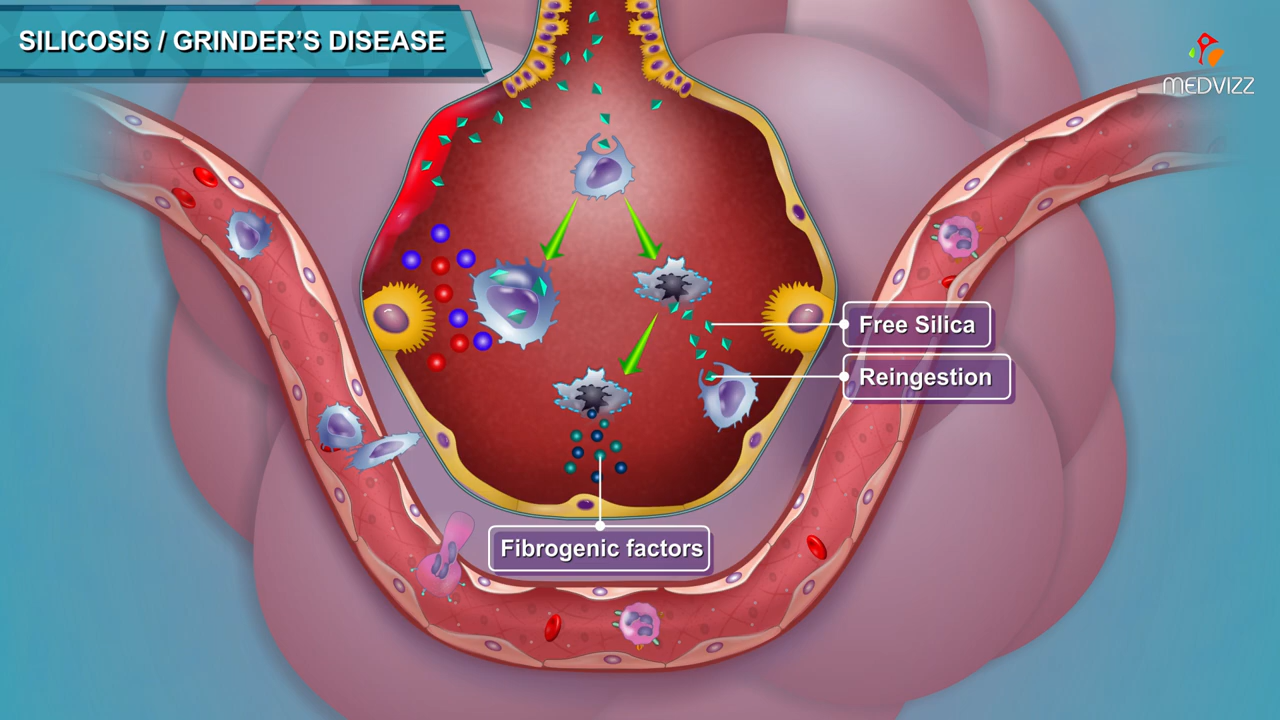 SILICOSIS / GRINDER'S DISEASE
MEDVIZZ
Free Silica
Reingestion
Fibrogenic factors